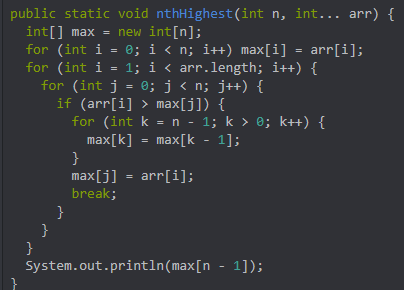 public static void nthHighest(int n, int... arr) {
  int[] max = new int[n];
  for (int i = 0; i < n; i++) max[i] = arr[i];
  for (int i = 1; i < arr.length; i++) {
    for (int j = 0; j < n; j++) {
      if (arr[i] > max[j]) {
        for (int k = n - 1; k > 0; k++) {
          max[k] = max[k - 1];
        }
        max[j] = arr[i];
        break;
      }
    }
  }
  System.out.println(max[n - 1]);
}